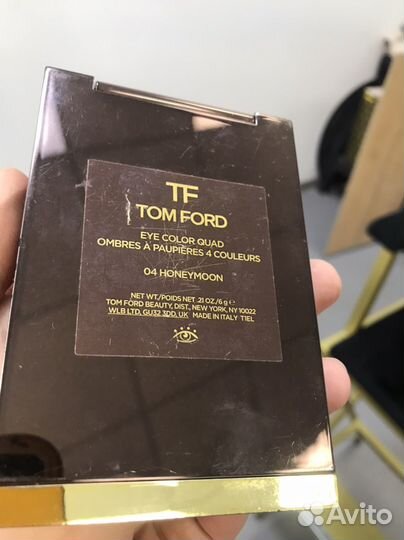 TF
TOM FORD
EYE COLOR QUAD
OMBRES À PAUPIÈRES 4 COULEURS
04 HONEYMOON
NET WT./POIDS NET .21 OZ./6 g ℮
TOM FORD BEAUTY, DIST., NEW YORK, NY 10022
WLB LTD, GU32 3DD, UK MADE IN ITALY TIEL
Avito